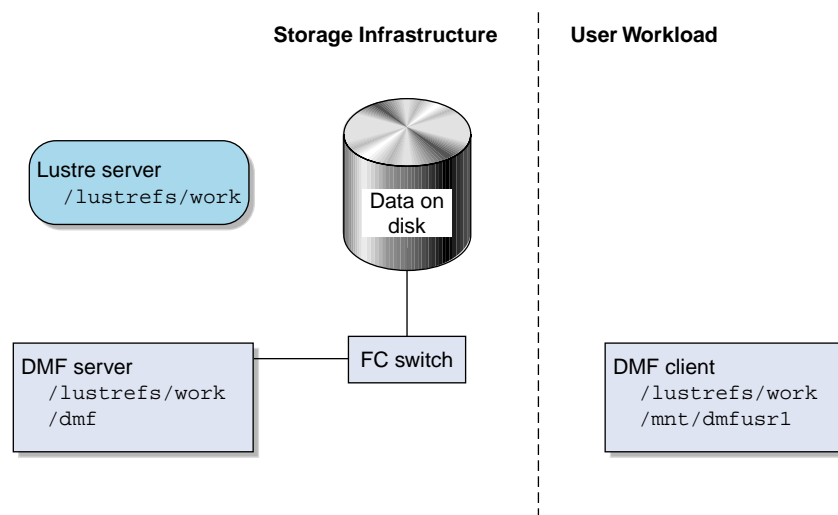 Storage Infrastructure
User Workload
Lustre server
/lustrefs/work
Data on
disk
DMF server
/lustrefs/work
/dmf
FC switch
DMF client
/lustrefs/work
/mnt/dmfusr1